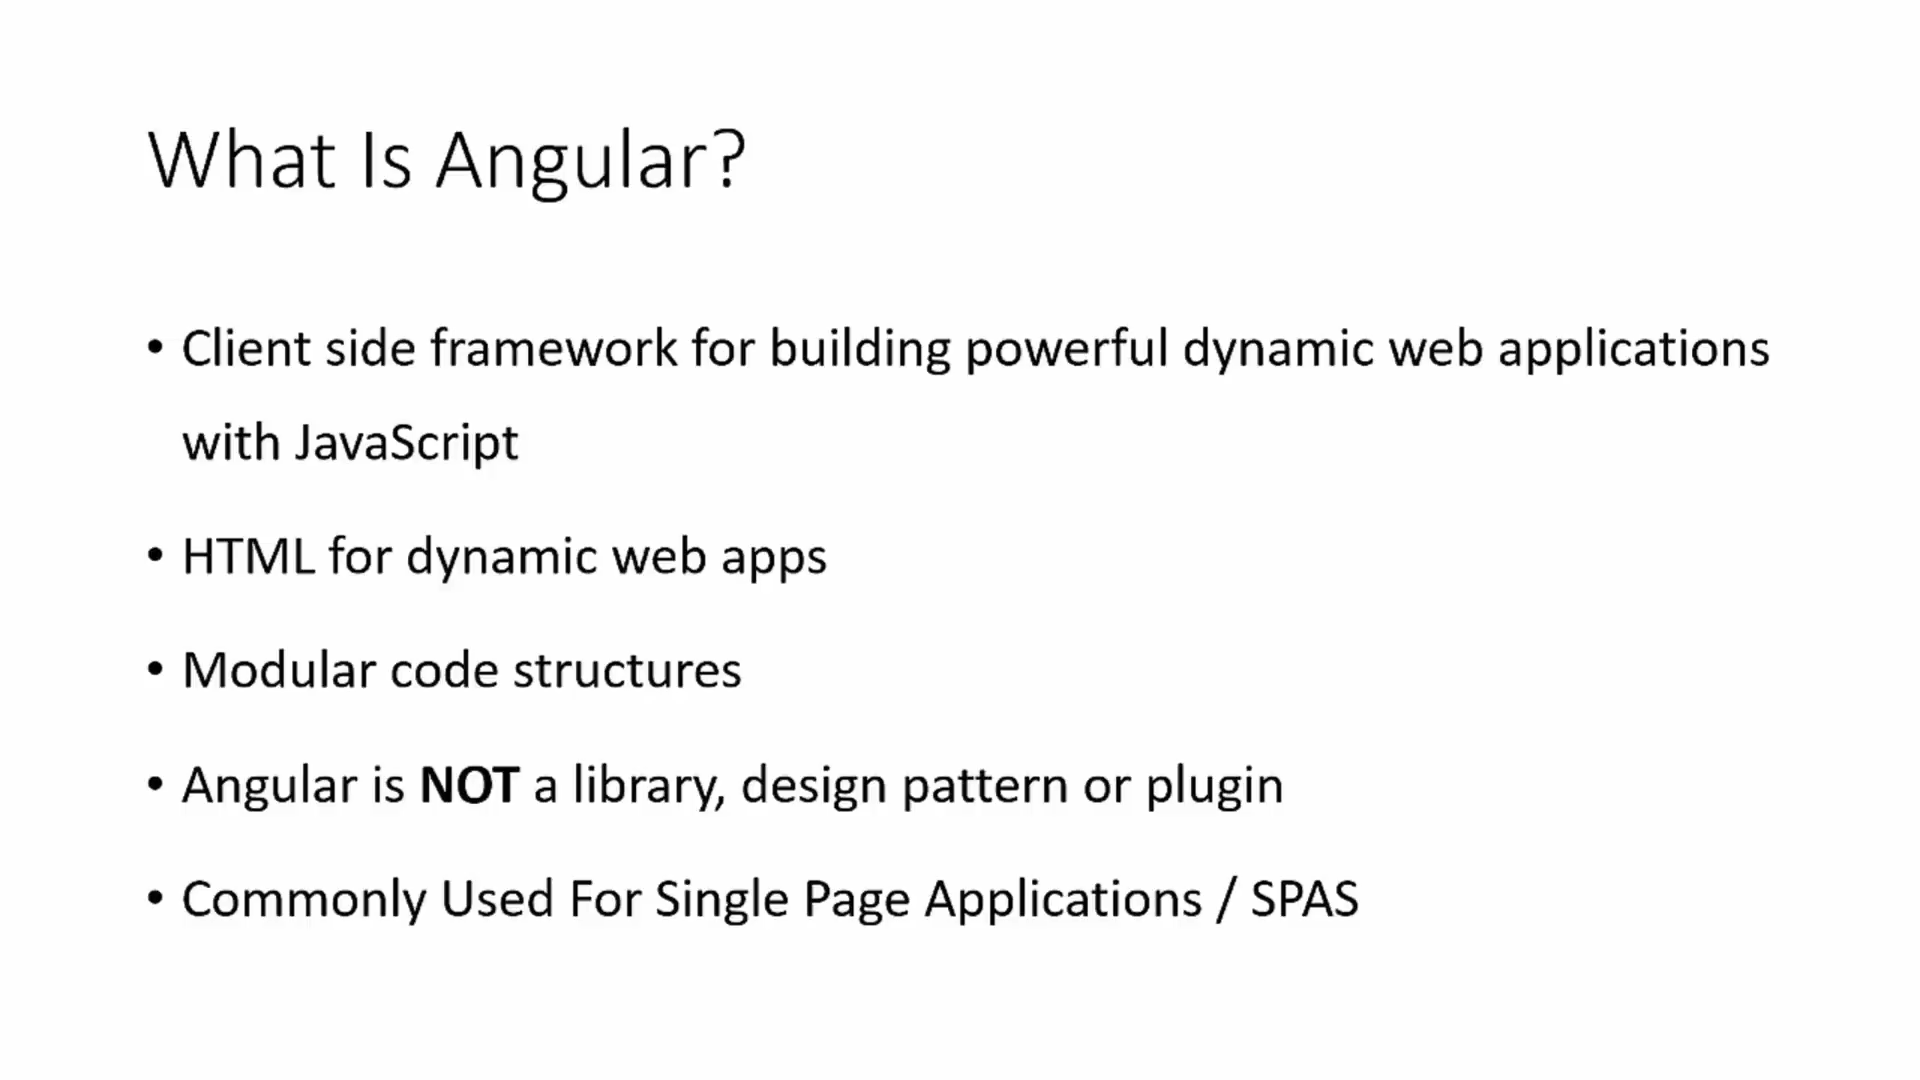 What Is Angular?
• Client side framework for building powerful dynamic web applications
with JavaScript
• HTML for dynamic web apps
• Modular code structures
• Angular is NOT a library, design pattern or plugin
• Commonly Used For Single Page Applications / SPAS